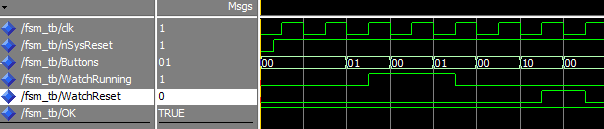 Msgs
/fsm_tb/clk 1
/fsm_tb/nSysReset 1
/fsm_tb/Buttons 01 00 01 00 01 00 10 00
/fsm_tb/WatchRunning 1
/fsm_tb/WatchReset 0
/fsm_tb/OK TRUE